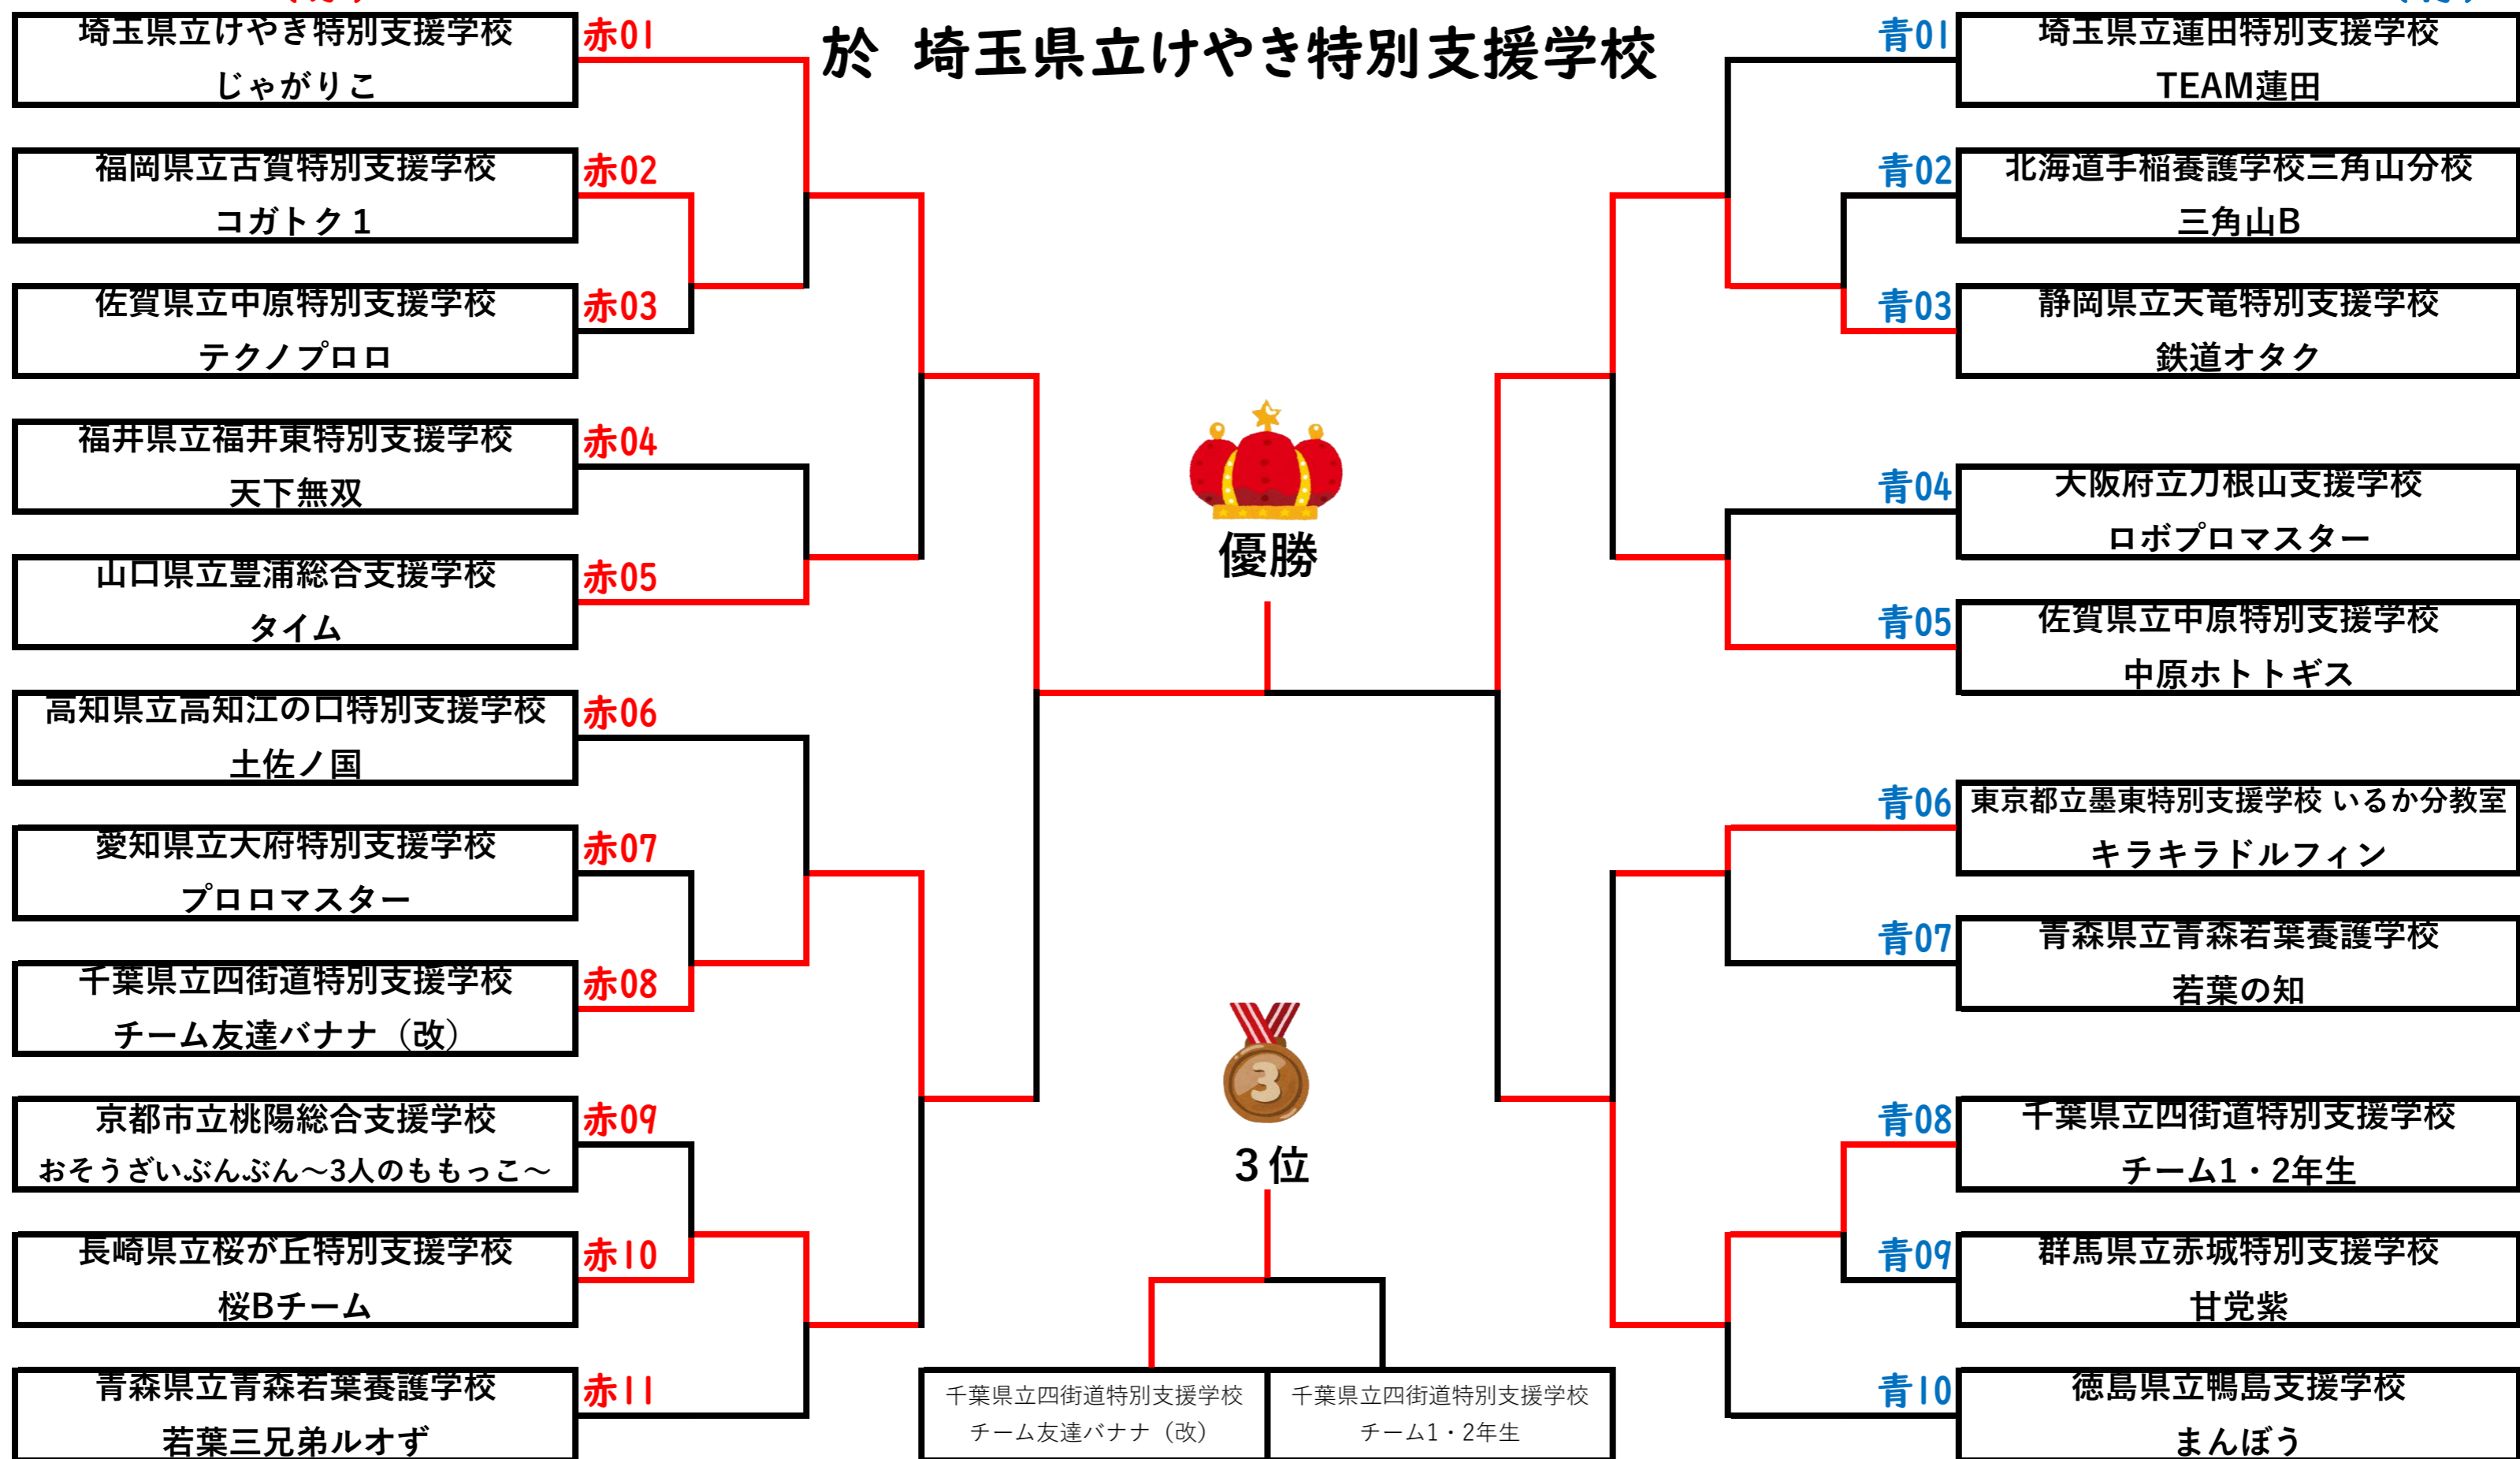 於 埼玉県立けやき特別支援学校
埼玉県立けやき特別支援学校
じゃがりこ
赤01
福岡県立古賀特別支援学校
コガトク１
赤02
佐賀県立中原特別支援学校
テクノプロロ
赤03
福井県立福井東特別支援学校
天下無双
赤04
山口県立豊浦総合支援学校
タイム
赤05
高知県立高知江の口特別支援学校
土佐ノ国
赤06
愛知県立大府特別支援学校
プロロマスター
赤07
千葉県立四街道特別支援学校
チーム友達バナナ（改）
赤08
京都市立桃陽総合支援学校
おそうざいぶんぶん～3人のももっこ～
赤09
長崎県立桜が丘特別支援学校
桜Bチーム
赤10
青森県立青森若葉養護学校
若葉三兄弟ルオず
赤11
優勝
3
３位
千葉県立四街道特別支援学校
チーム友達バナナ（改）
千葉県立四街道特別支援学校
チーム1・2年生
青01
埼玉県立蓮田特別支援学校
TEAM蓮田
青02
北海道手稲養護学校三角山分校
三角山B
青03
静岡県立天竜特別支援学校
鉄道オタク
青04
大阪府立刀根山支援学校
ロボプロマスター
青05
佐賀県立中原特別支援学校
中原ホトトギス
青06
東京都立墨東特別支援学校 いるか分教室
キラキラドルフィン
青07
青森県立青森若葉養護学校
若葉の知
青08
千葉県立四街道特別支援学校
チーム1・2年生
青09
群馬県立赤城特別支援学校
甘党紫
青10
徳島県立鴨島支援学校
まんぼう